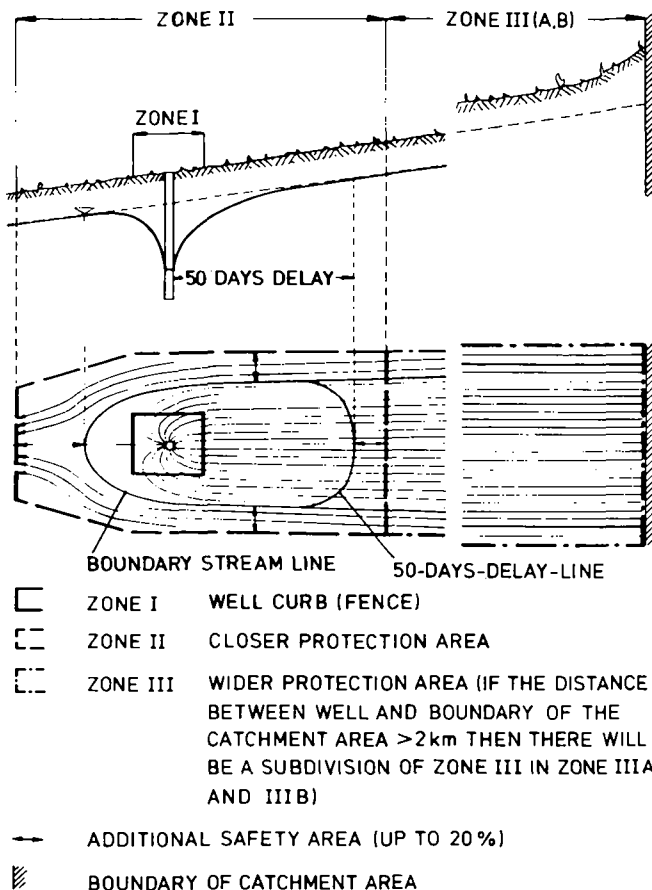 ZONE II
ZONE III(A,B)
ZONE I
50 DAYS DELAY
BOUNDARY STREAM LINE
50-DAYS-DELAY-LINE
ZONE I WELL CURB (FENCE)
ZONE II CLOSER PROTECTION AREA
ZONE III WIDER PROTECTION AREA (IF THE DISTANCE
BETWEEN WELL AND BOUNDARY OF THE
CATCHMENT AREA >2km THEN THERE WILL
BE A SUBDIVISION OF ZONE III IN ZONE IIIA
AND IIIB)
ADDITIONAL SAFETY AREA (UP TO 20%)
BOUNDARY OF CATCHMENT AREA